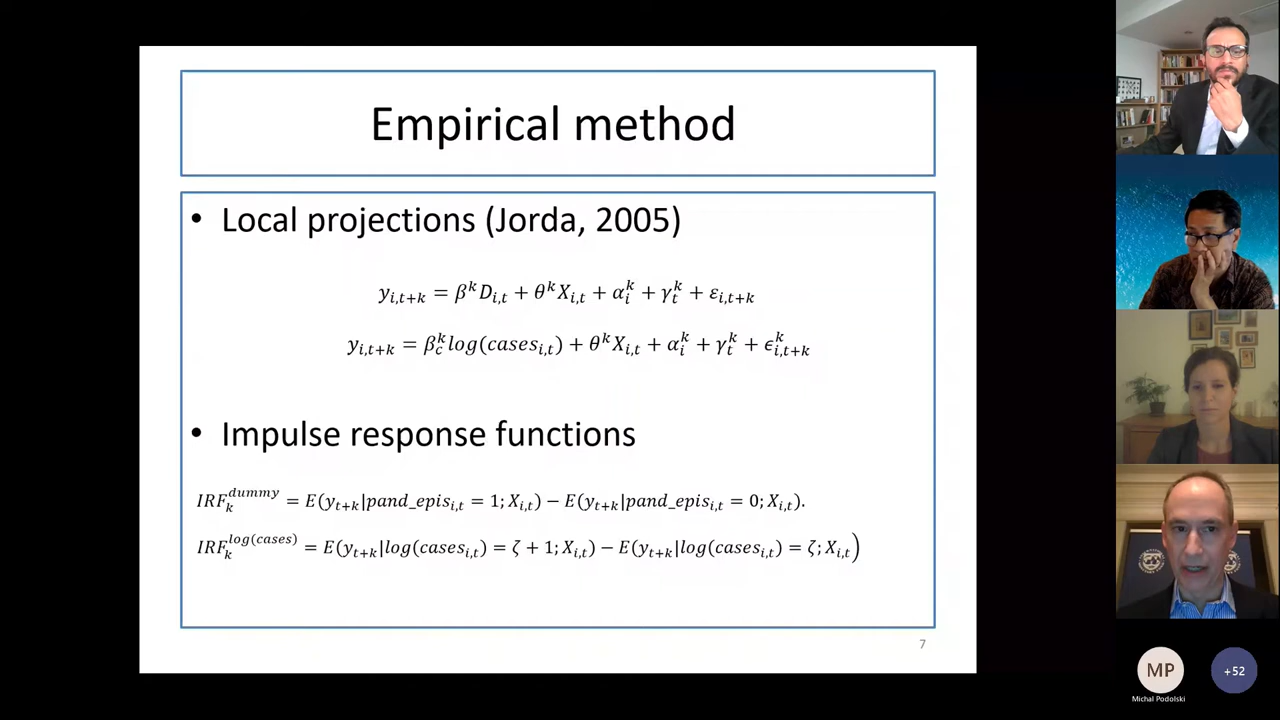 Empirical method
• Local projections (Jorda, 2005)
y_{i,t+k} = β^k D_{i,t} + θ^k X_{i,t} + α_i^k + γ_t^k + ε_{i,t+k}
y_{i,t+k} = β_c^k log(cases_{i,t}) + θ^k X_{i,t} + α_i^k + γ_t^k + ϵ_{i,t+k}^k
• Impulse response functions
IRF_k^{dummy} = E(y_{t+k}|pand_epis_{i,t} = 1; X_{i,t}) − E(y_{t+k}|pand_epis_{i,t} = 0; X_{i,t}).
IRF_k^{log(cases)} = E(y_{t+k}|log(cases_{i,t}) = ζ + 1; X_{i,t}) − E(y_{t+k}|log(cases_{i,t}) = ζ; X_{i,t})
7
MP
+52
Michal Podolski